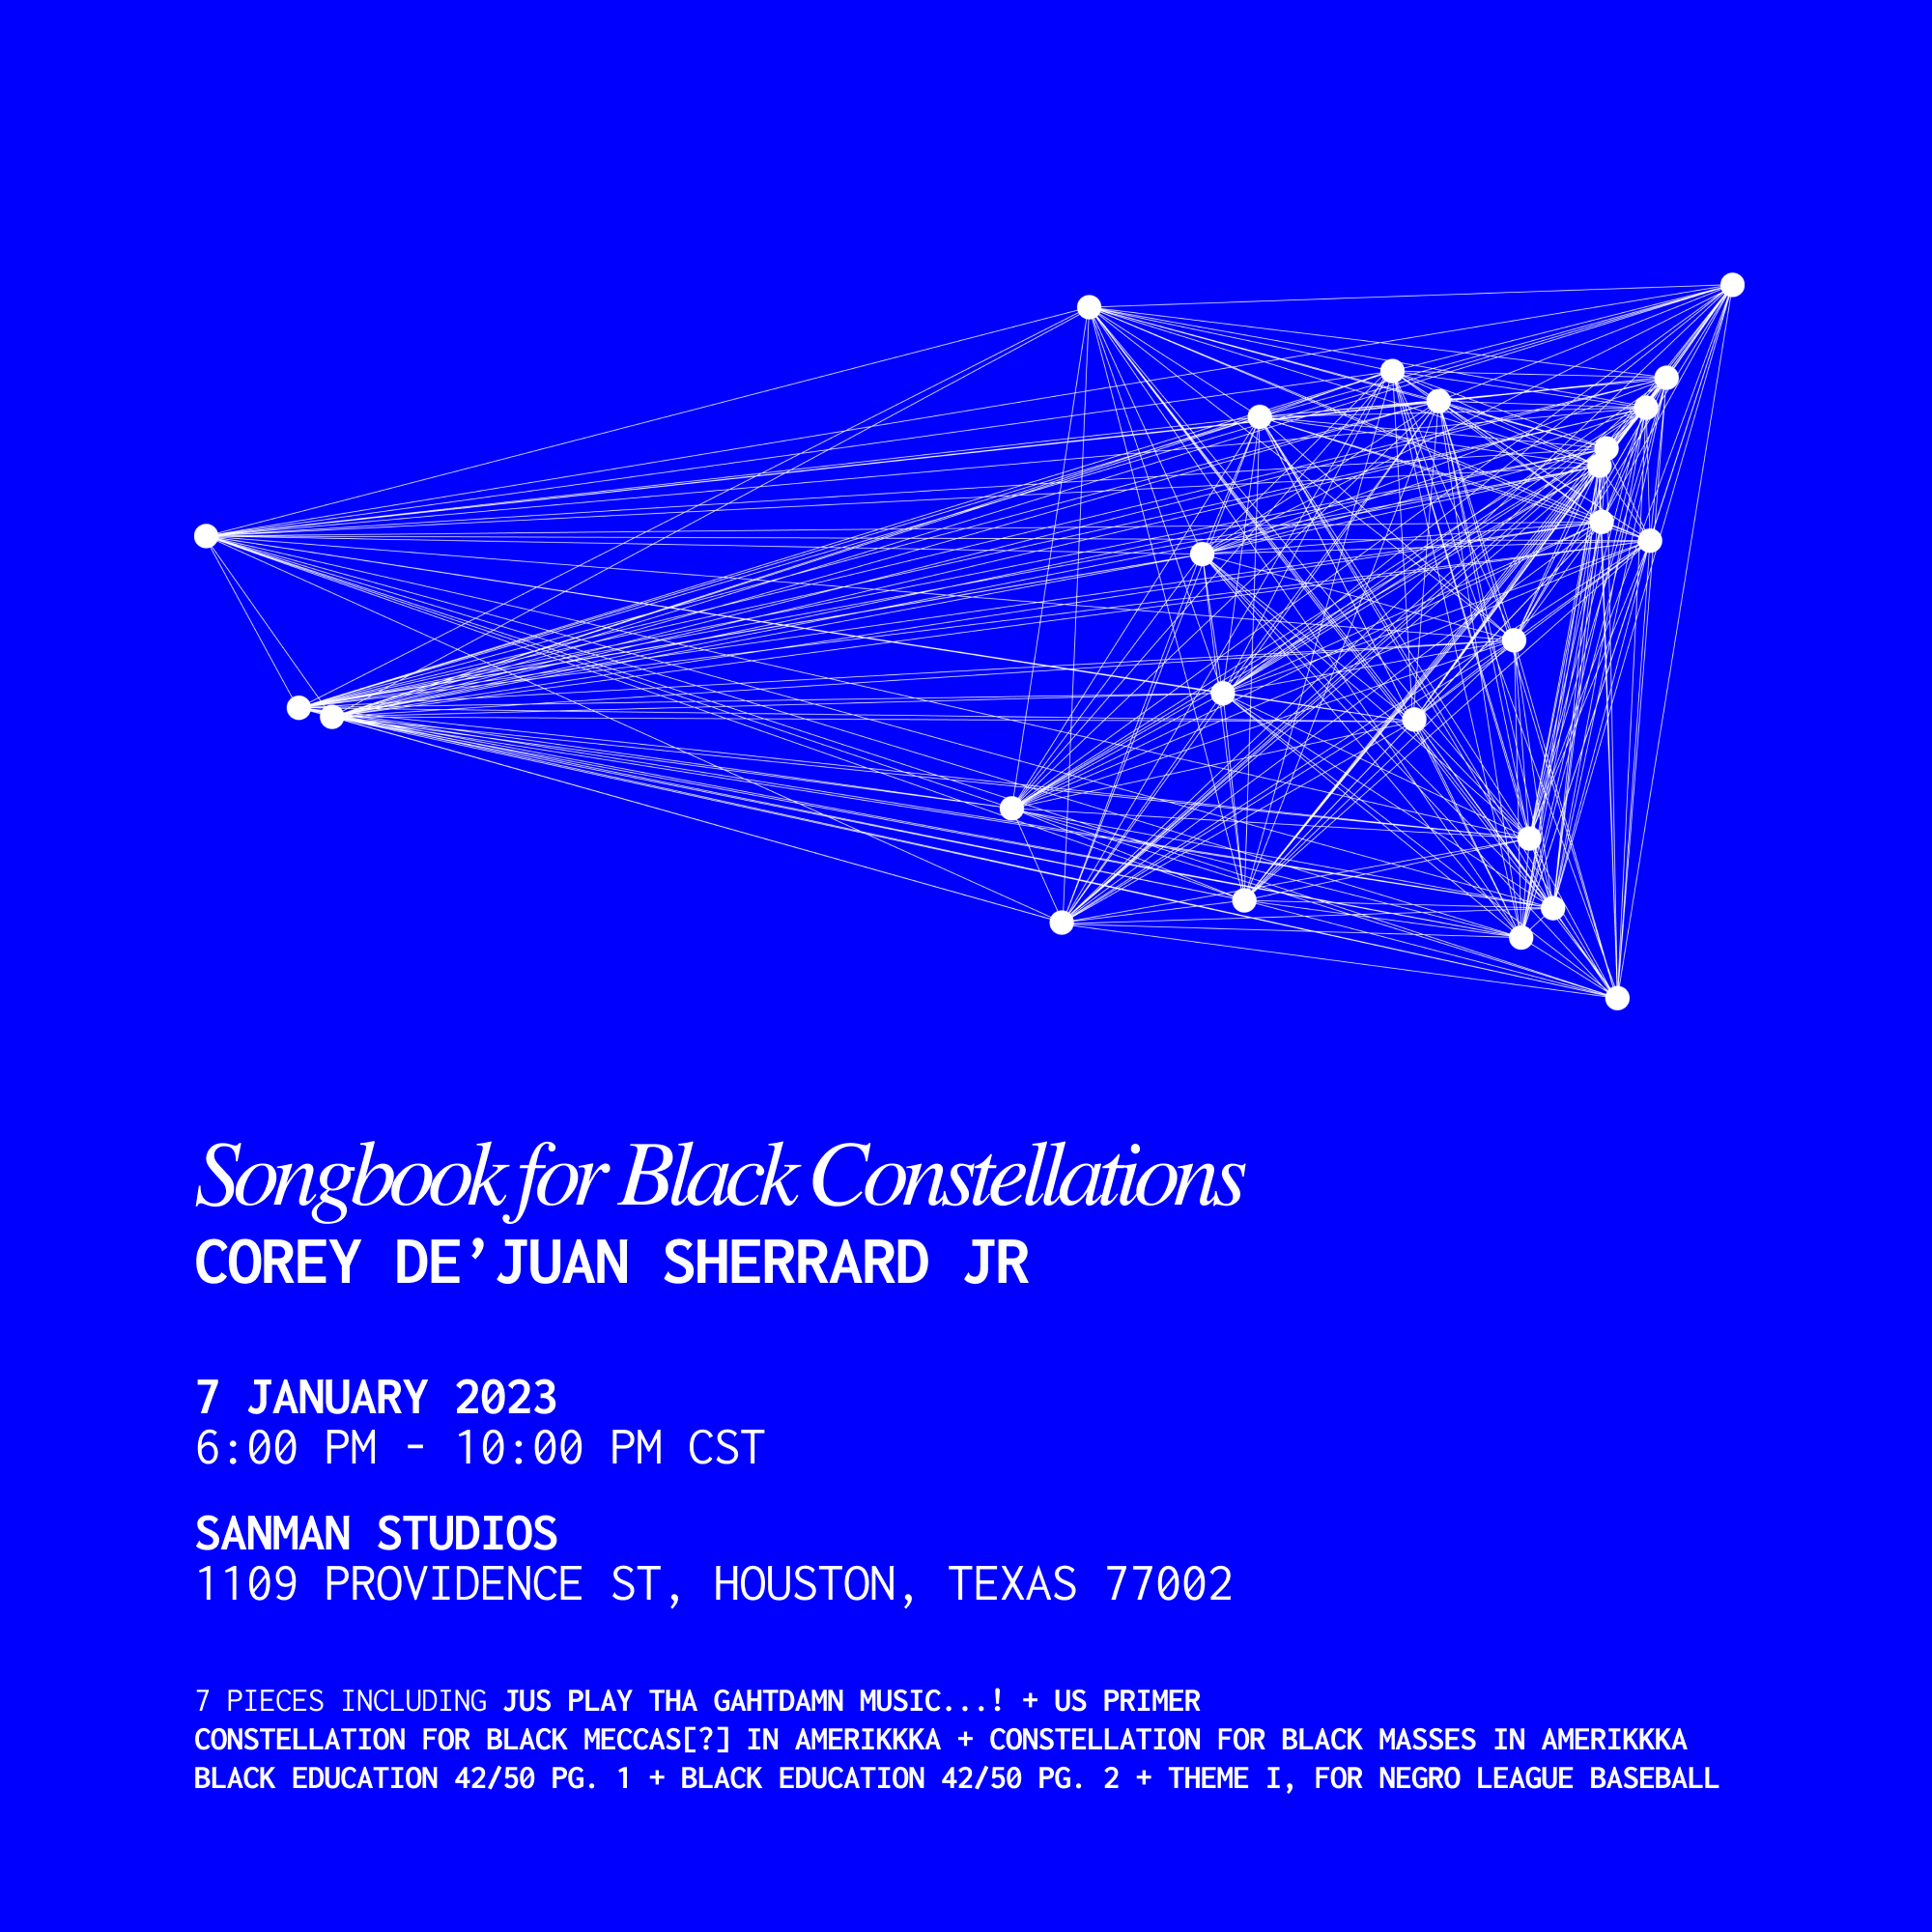 Songbook for Black Constellations
COREY DE’JUAN SHERRARD JR
7 JANUARY 2023
6:00 PM - 10:00 PM CST
SANMAN STUDIOS
1109 PROVIDENCE ST, HOUSTON, TEXAS 77002
7 PIECES INCLUDING JUS PLAY THA GAHTDAMN MUSIC...! + US PRIMER
CONSTELLATION FOR BLACK MECCAS[?] IN AMERIKKKA + CONSTELLATION FOR BLACK MASSES IN AMERIKKKA
BLACK EDUCATION 42/50 PG. 1 + BLACK EDUCATION 42/50 PG. 2 + THEME I, FOR NEGRO LEAGUE BASEBALL